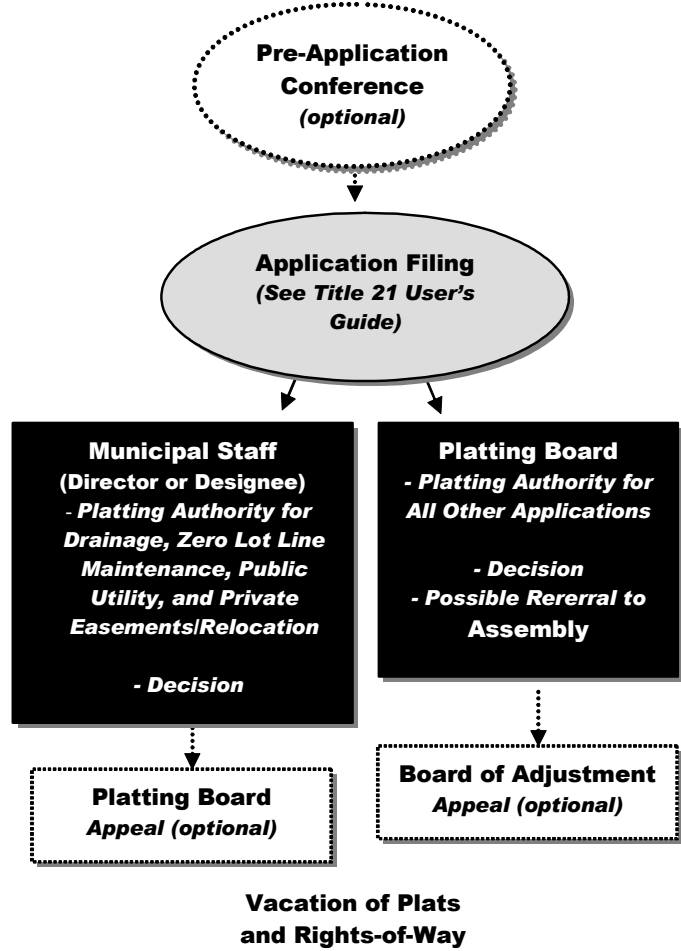 Pre-Application
Conference
(optional)
Application Filing
(See Title 21 User's
Guide)
Municipal Staff
(Director or Designee)
- Platting Authority for
Drainage, Zero Lot Line
Maintenance, Public
Utility, and Private
Easements/Relocation
- Decision
Platting Board
- Platting Authority for
All Other Applications
- Decision
- Possible Rererral to
Assembly
Platting Board
Appeal (optional)
Board of Adjustment
Appeal (optional)
Vacation of Plats
and Rights-of-Way